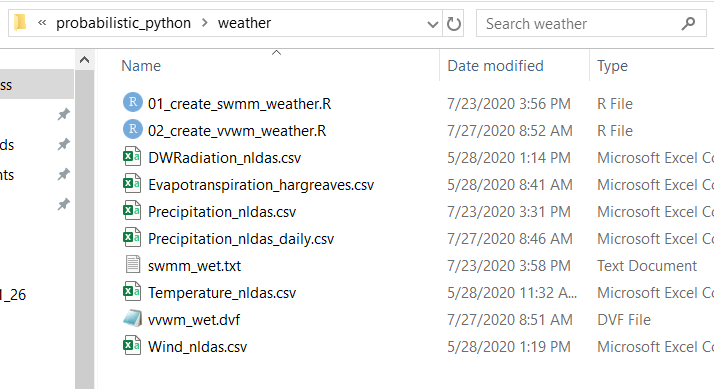 « probabilistic_python > weather
Search weather
Name Date modified Type
ss
01_create_swmm_weather.R 7/23/2020 3:56 PM R File
02_create_vvwm_weather.R 7/27/2020 8:52 AM R File
ds DWRadiation_nldas.csv 5/28/2020 1:14 PM Microsoft Excel Co
nts Evapotranspiration_hargreaves.csv 5/28/2020 8:41 AM Microsoft Excel Co
Precipitation_nldas.csv 7/23/2020 3:31 PM Microsoft Excel Co
Precipitation_nldas_daily.csv 7/27/2020 8:46 AM Microsoft Excel Co
swmm_wet.txt 7/23/2020 3:58 PM Text Document
1_26 Temperature_nldas.csv 5/28/2020 11:32 A... Microsoft Excel Co
vvwm_wet.dvf 7/27/2020 8:51 AM DVF File
Wind_nldas.csv 5/28/2020 1:19 PM Microsoft Excel Co